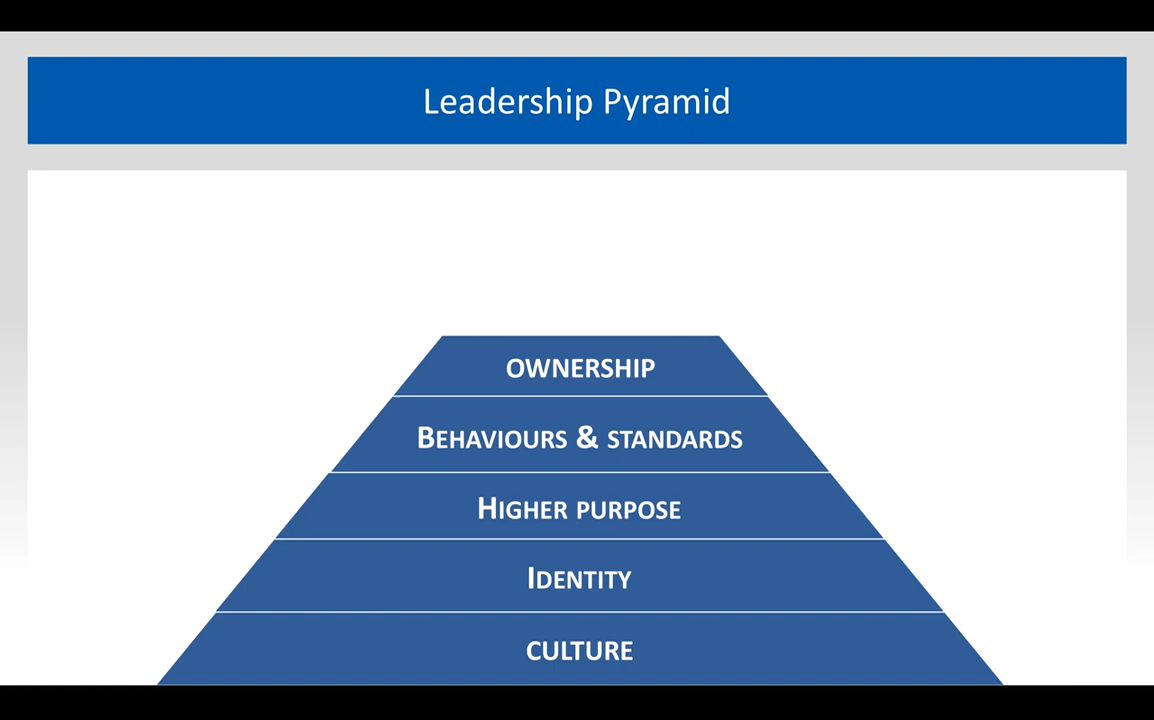 Leadership Pyramid
OWNERSHIP
BEHAVIOURS & STANDARDS
HIGHER PURPOSE
IDENTITY
CULTURE